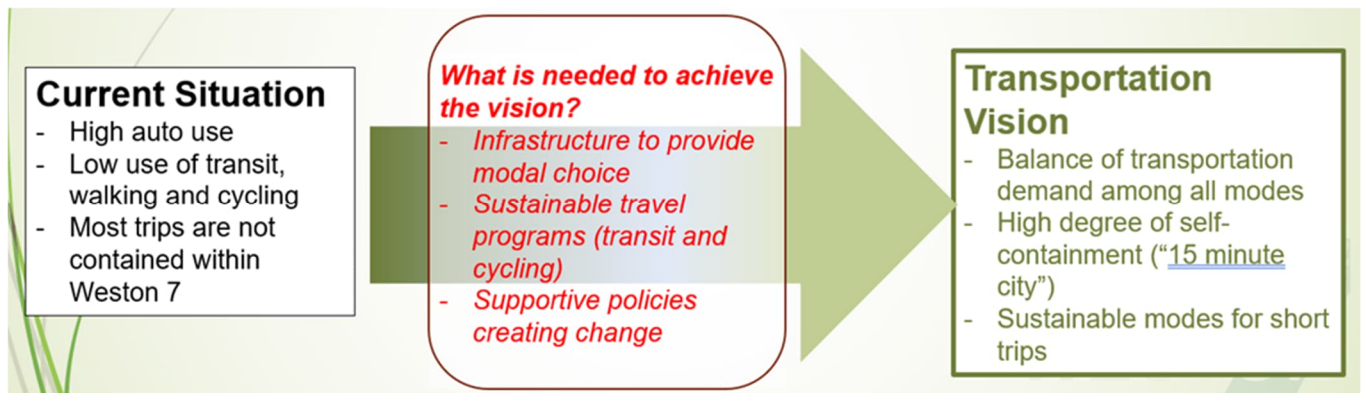 Current Situation
- High auto use
- Low use of transit,
walking and cycling
- Most trips are not
contained within
Weston 7
What is needed to achieve
the vision?
- Infrastructure to provide
modal choice
- Sustainable travel
programs (transit and
cycling)
- Supportive policies
creating change
Transportation
Vision
- Balance of transportation
demand among all modes
- High degree of self-
containment (“15 minute
city”)
- Sustainable modes for short
trips